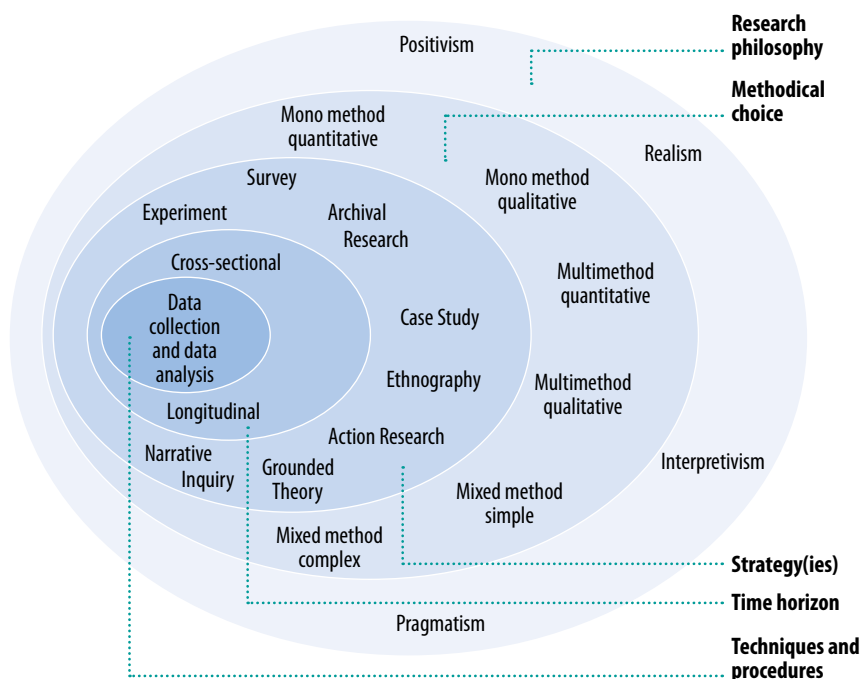 Research
philosophy
Positivism
Methodical
choice
Mono method
quantitative
Realism
Mono method
qualitative
Survey
Experiment
Archival
Research
Cross-sectional
Multimethod
quantitative
Data
collection
and data
analysis
Case Study
Ethnography
Multimethod
qualitative
Longitudinal
Action Research
Narrative
Inquiry
Grounded
Theory
Interpretivism
Mixed method
simple
Mixed method
complex
Strategy(ies)
Time horizon
Pragmatism
Techniques and
procedures